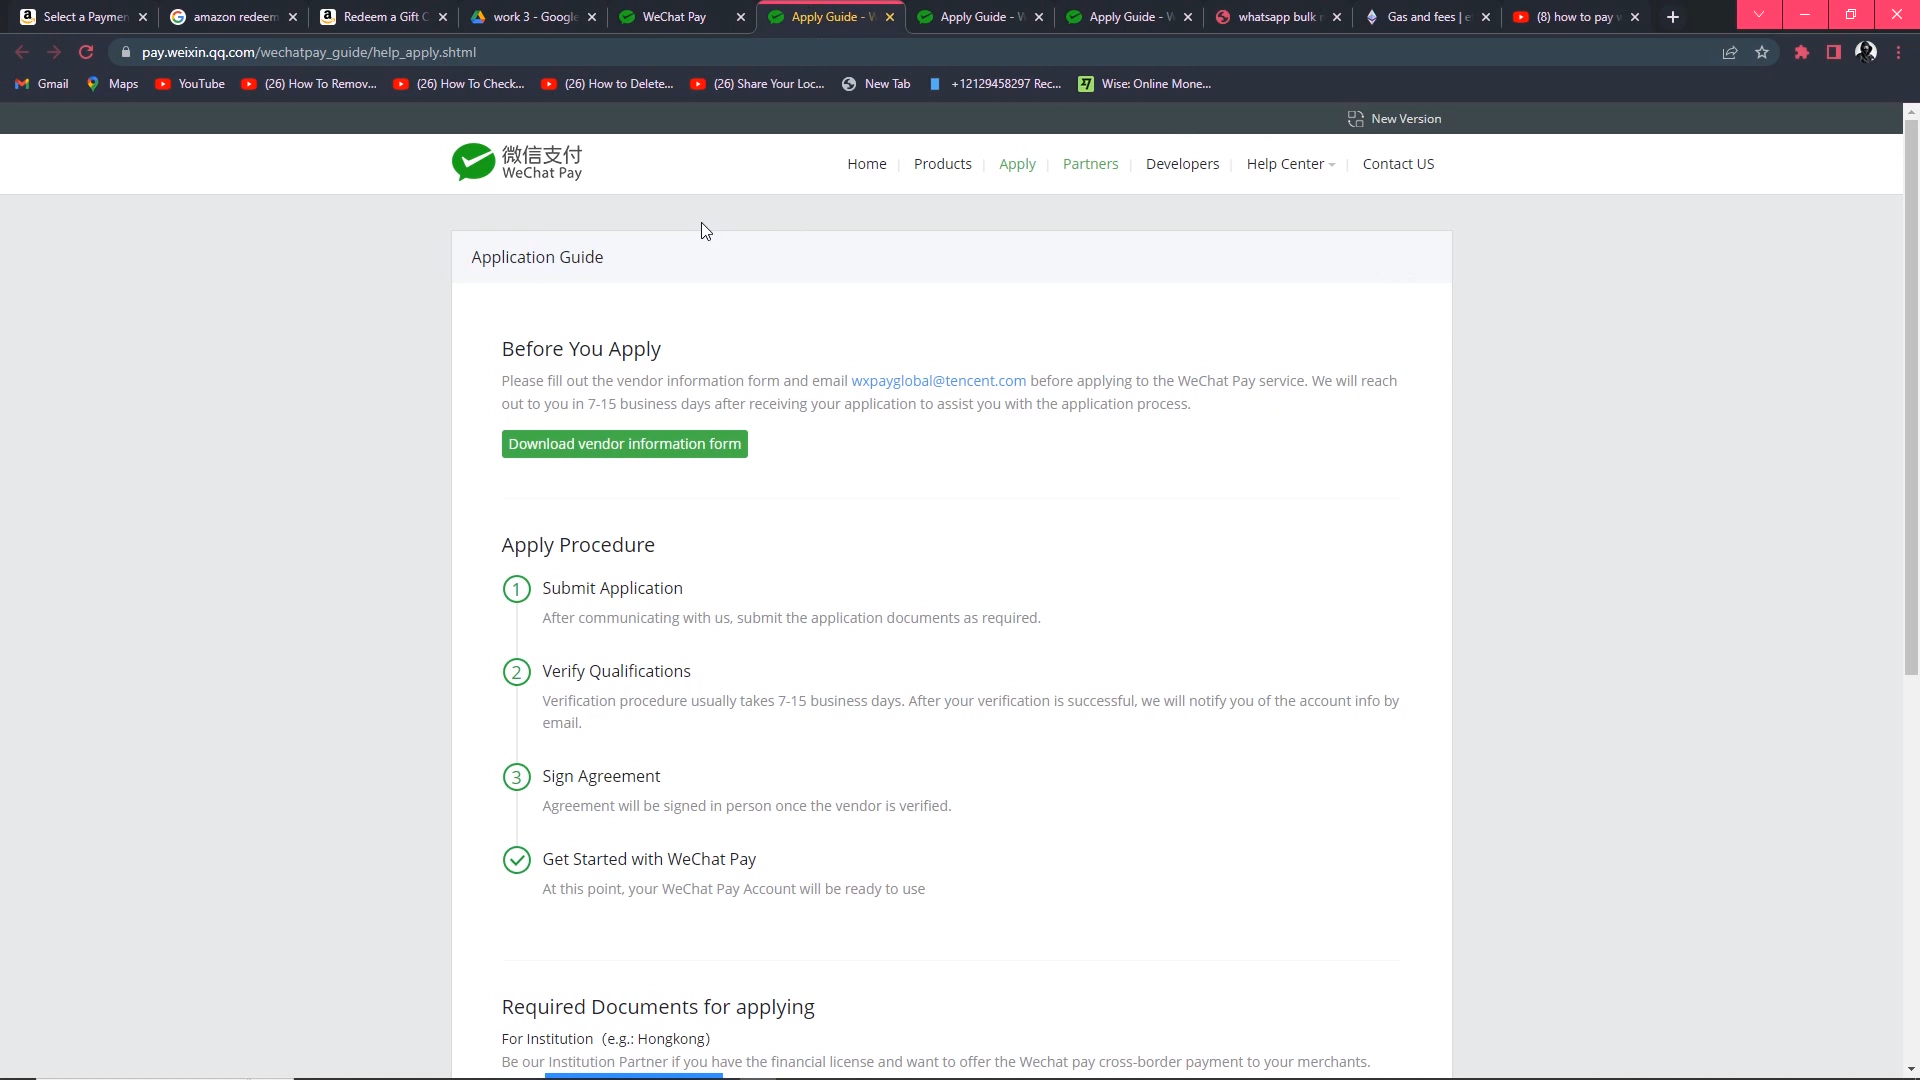 Select a Paymen
amazon redeem
Redeem a Gift C
work 3 - Google
WeChat Pay
Apply Guide - W
Apply Guide - W
Apply Guide - W
whatsapp bulk
Gas and fees | e
(8) how to pay
pay.weixin.qq.com/wechatpay_guide/help_apply.shtml
Gmail
Maps
YouTube
(26) How To Remov...
(26) How To Check...
(26) How to Delete...
(26) Share Your Loc...
New Tab
+12129458297 Rec...
Wise: Online Mone...
New Version
微信支付
WeChat Pay
Home
Products
Apply
Partners
Developers
Help Center
Contact US
Application Guide
Before You Apply
Please fill out the vendor information form and email wxpayglobal@tencent.com before applying to the WeChat Pay service. We will reach
out to you in 7-15 business days after receiving your application to assist you with the application process.
Download vendor information form
Apply Procedure
1 Submit Application
After communicating with us, submit the application documents as required.
2 Verify Qualifications
Verification procedure usually takes 7-15 business days. After your verification is successful, we will notify you of the account info by
email.
3 Sign Agreement
Agreement will be signed in person once the vendor is verified.
Get Started with WeChat Pay
At this point, your WeChat Pay Account will be ready to use
Required Documents for applying
For Institution（e.g.: Hongkong）
Be our Institution Partner if you have the financial license and want to offer the Wechat pay cross-border payment to your merchants.